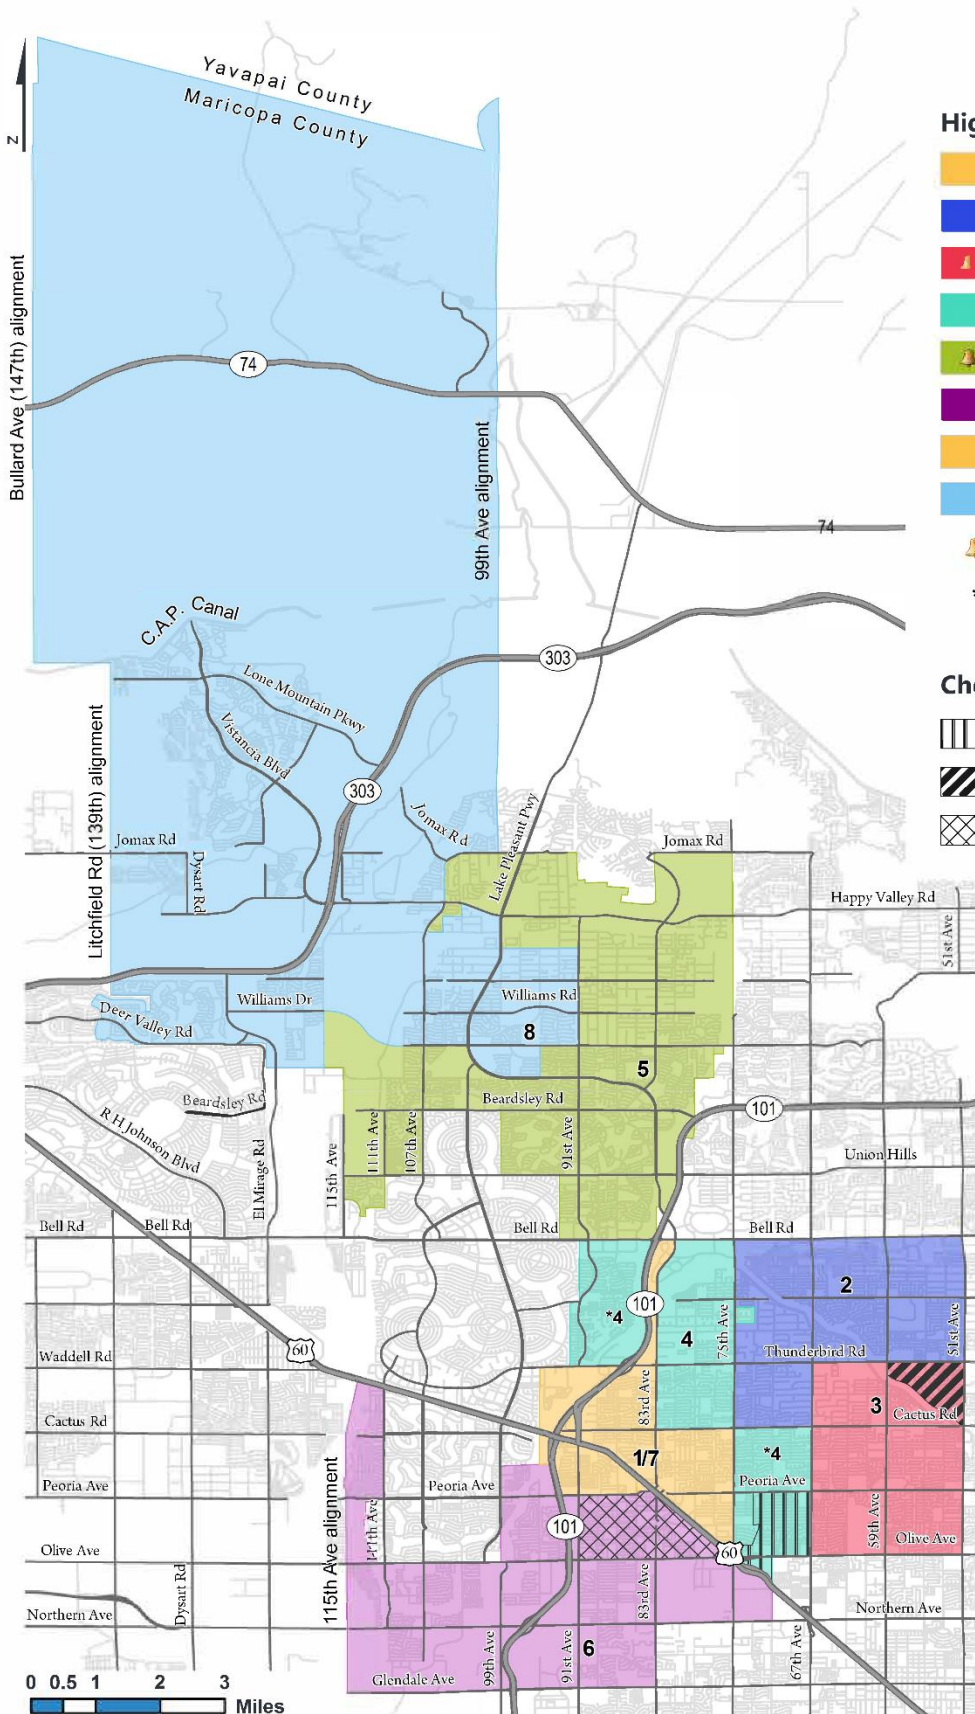 Yavapai County
Maricopa County
Hig
N
Bullard Ave (147th) alignment
74
99th Ave alignment
74
*
C.A.P. Canal
303
Lone Mountain Pkwy
Che
Vistancia Blvd
Litchfield Rd (139th) alignment
303
Jomax Rd
Lake Pleasant Pwy
Jomax Rd
Jomax Rd
Dysart Rd
Happy Valley Rd
51st Ave
Williams Dr
Williams Rd
Deer Valley Rd
8
5
Beardsley Rd
Beardsley Rd
101
R H Johnson Blvd
El Mirage Rd
115th Ave
111th Ave
107th Ave
91st Ave
Union Hills
Bell Rd
Bell Rd
Bell Rd
Bell Rd
2
101
*4
4
75th Ave
51st Ave
60
Waddell Rd
Thunderbird Rd
83rd Ave
3
Cactus Rd
Cactus Rd
1/7
*4
Peoria Ave
Peoria Ave
Peoria Ave
115th Ave alignment
111th Ave
101
59th Ave
Olive Ave
Olive Ave
60
Dysart Rd
83rd Ave
Northern Ave
Northern Ave
99th Ave
91st Ave
6
67th Ave
Glendale Ave
0 0.5 1 2 3
Miles